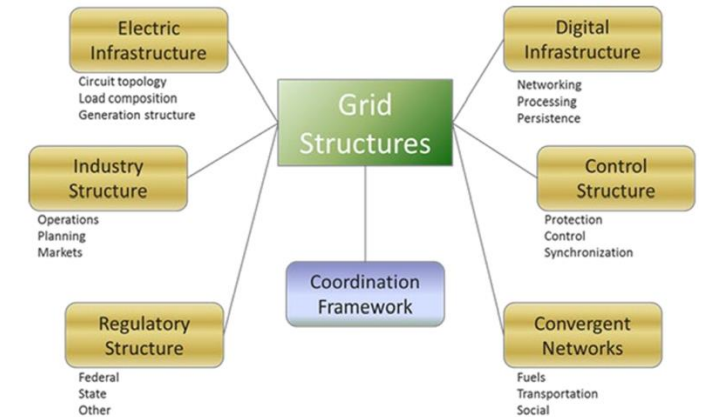 Electric
Infrastructure
Circuit topology
Load composition
Generation structure
Digital
Infrastructure
Networking
Processing
Persistence
Grid
Structures
Industry
Structure
Operations
Planning
Markets
Control
Structure
Protection
Control
Synchronization
Coordination
Framework
Regulatory
Structure
Federal
State
Other
Convergent
Networks
Fuels
Transportation
Social